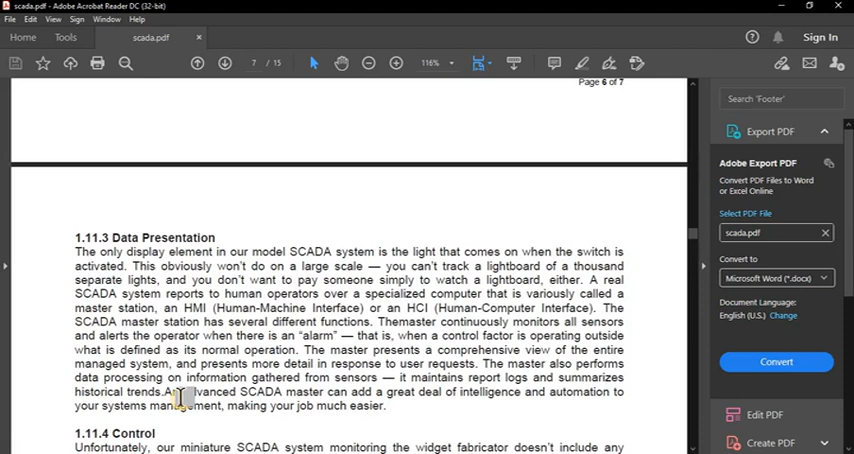 scada.pdf - Adobe Acrobat Reader DC (32-bit)
File Edit View Sign Window Help
Home Tools scada.pdf × Sign In
7 / 15 116%
Page 6 of 7
Search 'Footer'
Export PDF
Adobe Export PDF
Convert PDF Files to Word
or Excel Online
Select PDF File
scada.pdf
Convert to
Microsoft Word (*.docx)
Document Language:
English (U.S.) Change
Convert
Edit PDF
Create PDF
1.11.3 Data Presentation
The only display element in our model SCADA system is the light that comes on when the switch is
activated. This obviously won't do on a large scale — you can't track a lightboard of a thousand
separate lights, and you don't want to pay someone simply to watch a lightboard, either. A real
SCADA system reports to human operators over a specialized computer that is variously called a
master station, an HMI (Human-Machine Interface) or an HCI (Human-Computer Interface). The
SCADA master station has several different functions. Themaster continuously monitors all sensors
and alerts the operator when there is an “alarm” — that is, when a control factor is operating outside
what is defined as its normal operation. The master presents a comprehensive view of the entire
managed system, and presents more detail in response to user requests. The master also performs
data processing on information gathered from sensors — it maintains report logs and summarizes
historical trends.An advanced SCADA master can add a great deal of intelligence and automation to
your systems management, making your job much easier.
1.11.4 Control
Unfortunately, our miniature SCADA system monitoring the widget fabricator doesn't include any